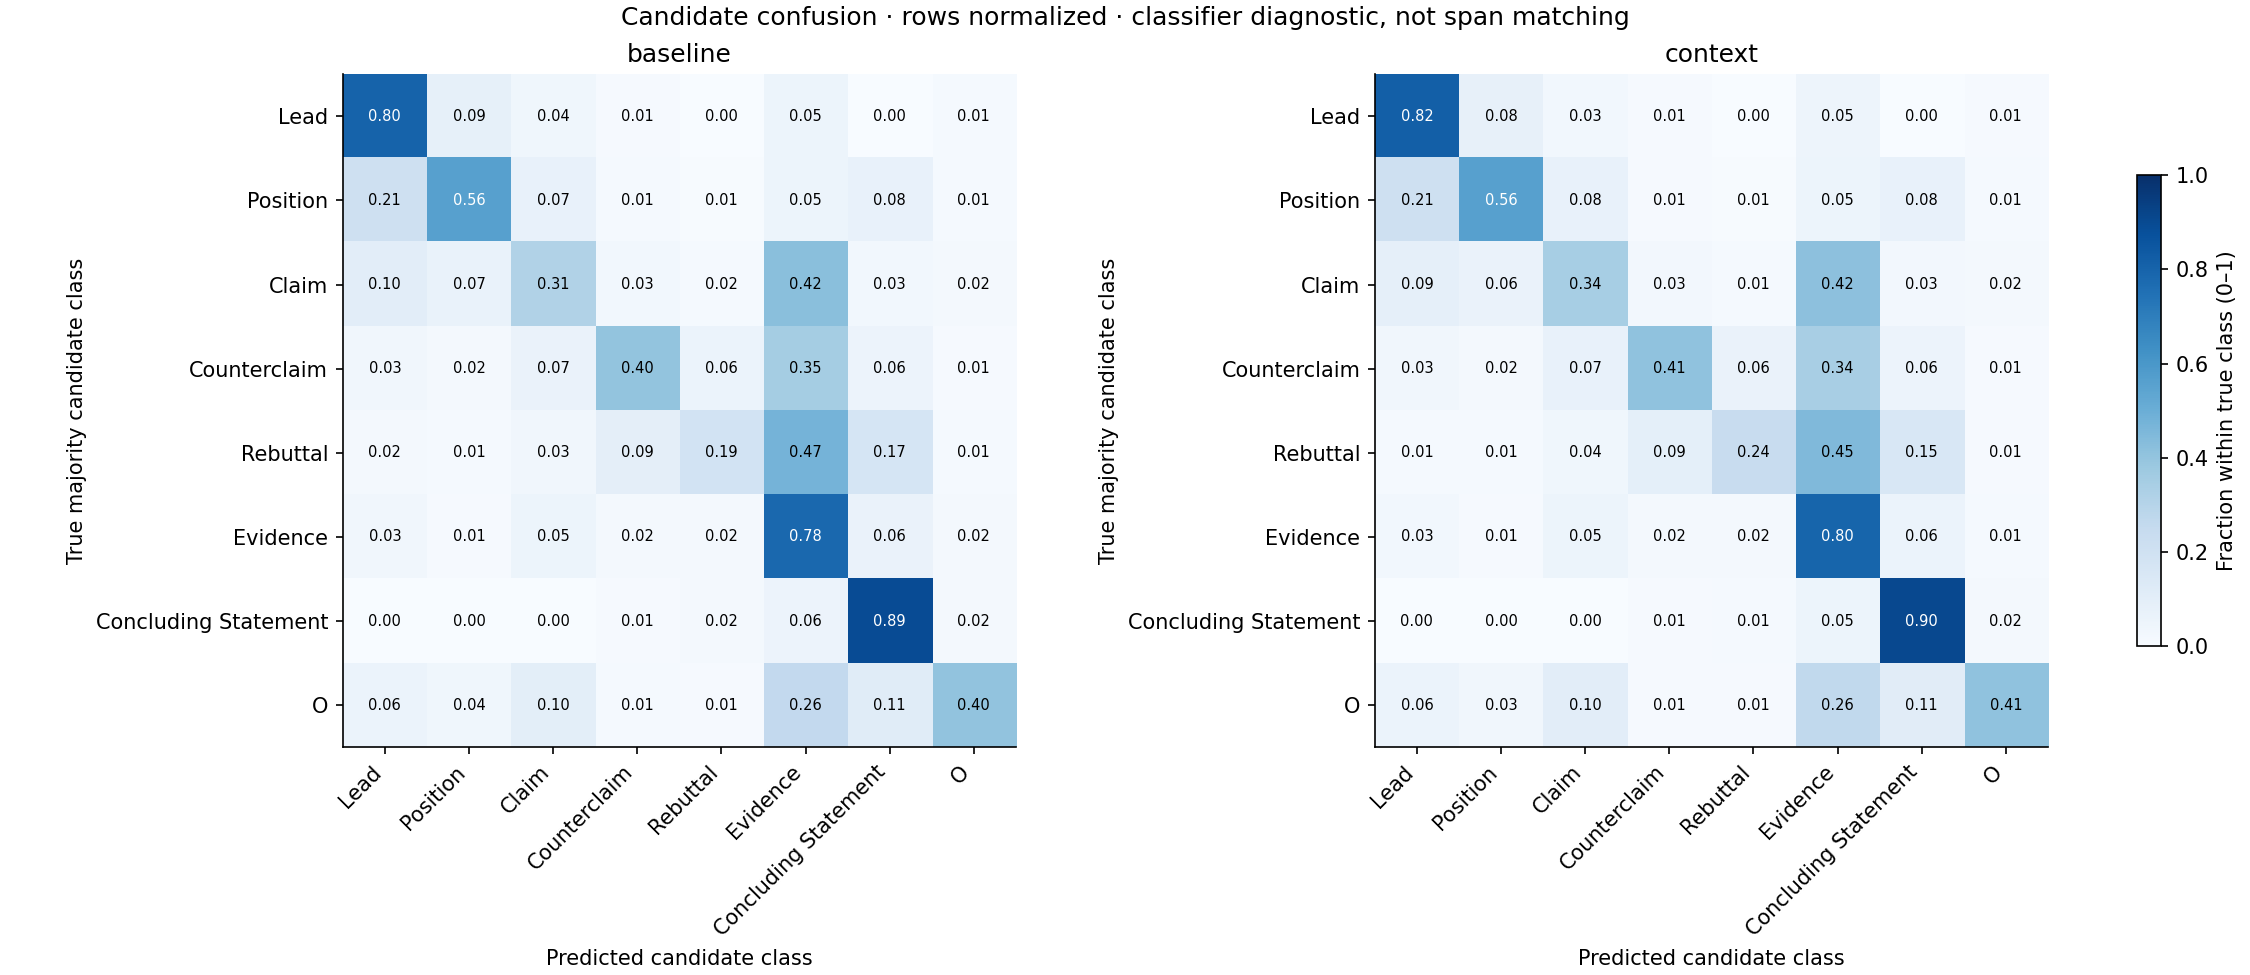 Candidate confusion · rows normalized · classifier diagnostic, not span matching
baseline
True majority candidate class
Lead 0.80 0.09 0.04 0.01 0.00 0.05 0.00 0.01
Position 0.21 0.56 0.07 0.01 0.01 0.05 0.08 0.01
Claim 0.10 0.07 0.31 0.03 0.02 0.42 0.03 0.02
Counterclaim 0.03 0.02 0.07 0.40 0.06 0.35 0.06 0.01
Rebuttal 0.02 0.01 0.03 0.09 0.19 0.47 0.17 0.01
Evidence 0.03 0.01 0.05 0.02 0.02 0.78 0.06 0.02
Concluding Statement 0.00 0.00 0.00 0.01 0.02 0.06 0.89 0.02
O 0.06 0.04 0.10 0.01 0.01 0.26 0.11 0.40
Lead
Position
Claim
Counterclaim
Rebuttal
Evidence
Concluding Statement
O
Predicted candidate class
context
True majority candidate class
Lead 0.82 0.08 0.03 0.01 0.00 0.05 0.00 0.01
Position 0.21 0.56 0.08 0.01 0.01 0.05 0.08 0.01
Claim 0.09 0.06 0.34 0.03 0.01 0.42 0.03 0.02
Counterclaim 0.03 0.02 0.07 0.41 0.06 0.34 0.06 0.01
Rebuttal 0.01 0.01 0.04 0.09 0.24 0.45 0.15 0.01
Evidence 0.03 0.01 0.05 0.02 0.02 0.80 0.06 0.01
Concluding Statement 0.00 0.00 0.00 0.01 0.01 0.05 0.90 0.02
O 0.06 0.03 0.10 0.01 0.01 0.26 0.11 0.41
Lead
Position
Claim
Counterclaim
Rebuttal
Evidence
Concluding Statement
O
Predicted candidate class
1.0
0.8
0.6
0.4
0.2
0.0
Fraction within true class (0–1)